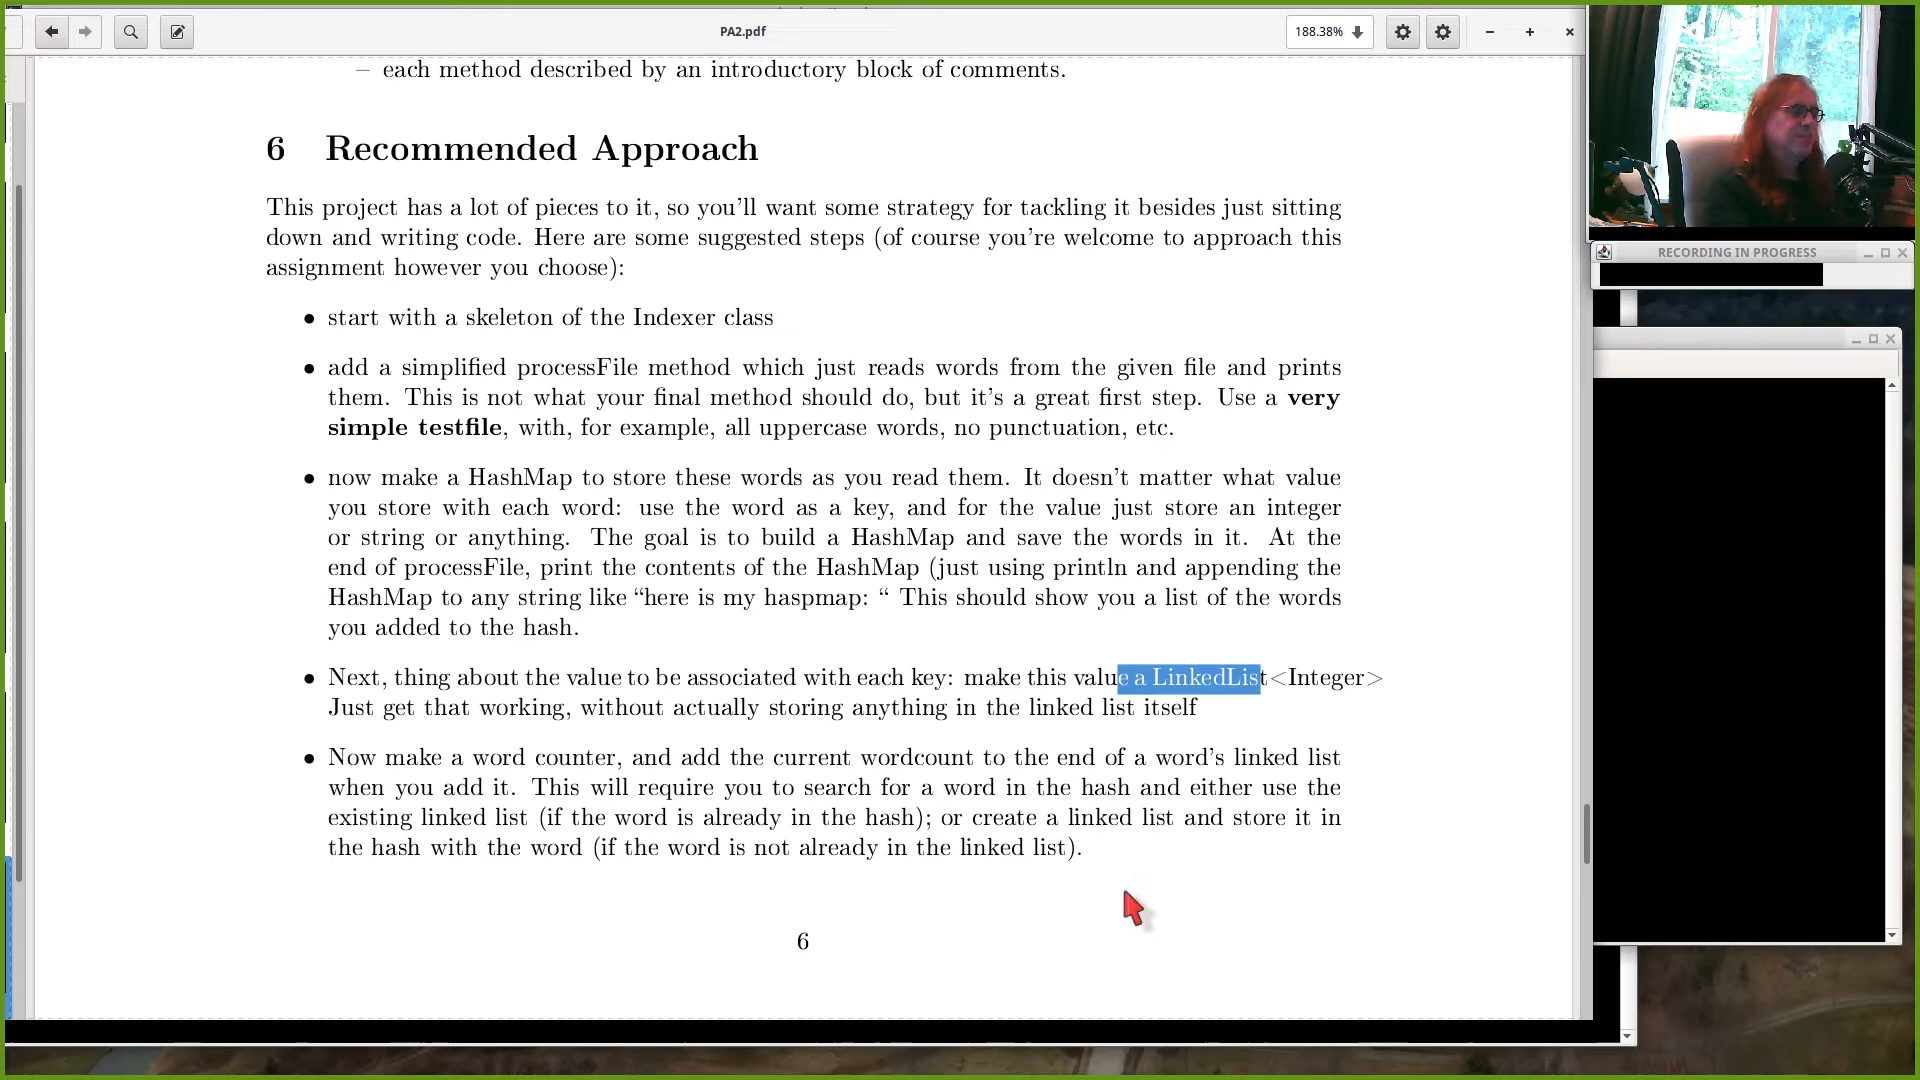 PA2.pdf
188.38%
– each method described by an introductory block of comments.
RECORDING IN PROGRESS
6 Recommended Approach
This project has a lot of pieces to it, so you'll want some strategy for tackling it besides just sitting
down and writing code. Here are some suggested steps (of course you're welcome to approach this
assignment however you choose):
• start with a skeleton of the Indexer class
• add a simplified processFile method which just reads words from the given file and prints
them. This is not what your final method should do, but it's a great first step. Use a very
simple testfile, with, for example, all uppercase words, no punctuation, etc.
• now make a HashMap to store these words as you read them. It doesn't matter what value
you store with each word: use the word as a key, and for the value just store an integer
or string or anything. The goal is to build a HashMap and save the words in it. At the
end of processFile, print the contents of the HashMap (just using println and appending the
HashMap to any string like “here is my haspmap: “ This should show you a list of the words
you added to the hash.
• Next, thing about the value to be associated with each key: make this value a LinkedList<Integer>
Just get that working, without actually storing anything in the linked list itself
• Now make a word counter, and add the current wordcount to the end of a word's linked list
when you add it. This will require you to search for a word in the hash and either use the
existing linked list (if the word is already in the hash); or create a linked list and store it in
the hash with the word (if the word is not already in the linked list).
6